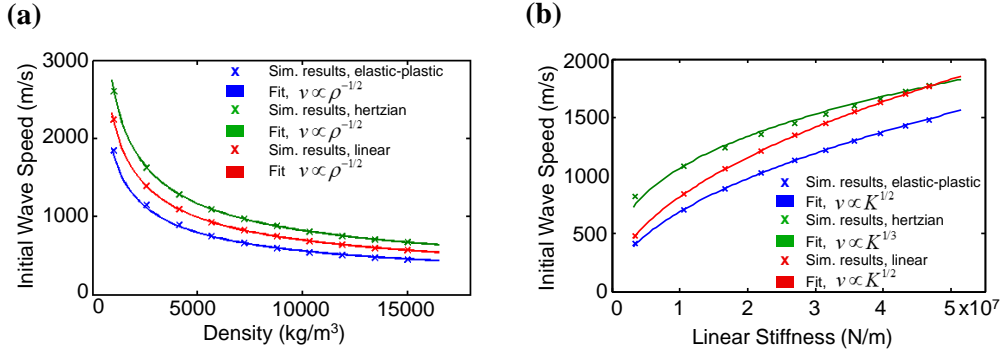 (a)
3000
2000
1000
0
Initial Wave Speed (m/s)
Sim. results, elastic-plastic
Fit, v ∝ ρ^{-1/2}
Sim. results, hertzian
Fit, v ∝ ρ^{-1/2}
Sim. results, linear
Fit v ∝ ρ^{-1/2}
0 5000 10000 15000
Density (kg/m³)
(b)
2000
1500
1000
500
0
Initial Wave Speed (m/s)
Sim. results, elastic-plastic
Fit, v ∝ K^{1/2}
Sim. results, hertzian
Fit, v ∝ K^{1/3}
Sim. results, linear
Fit, v ∝ K^{1/2}
0 1 2 3 4 5x10⁷
Linear Stiffness (N/m)